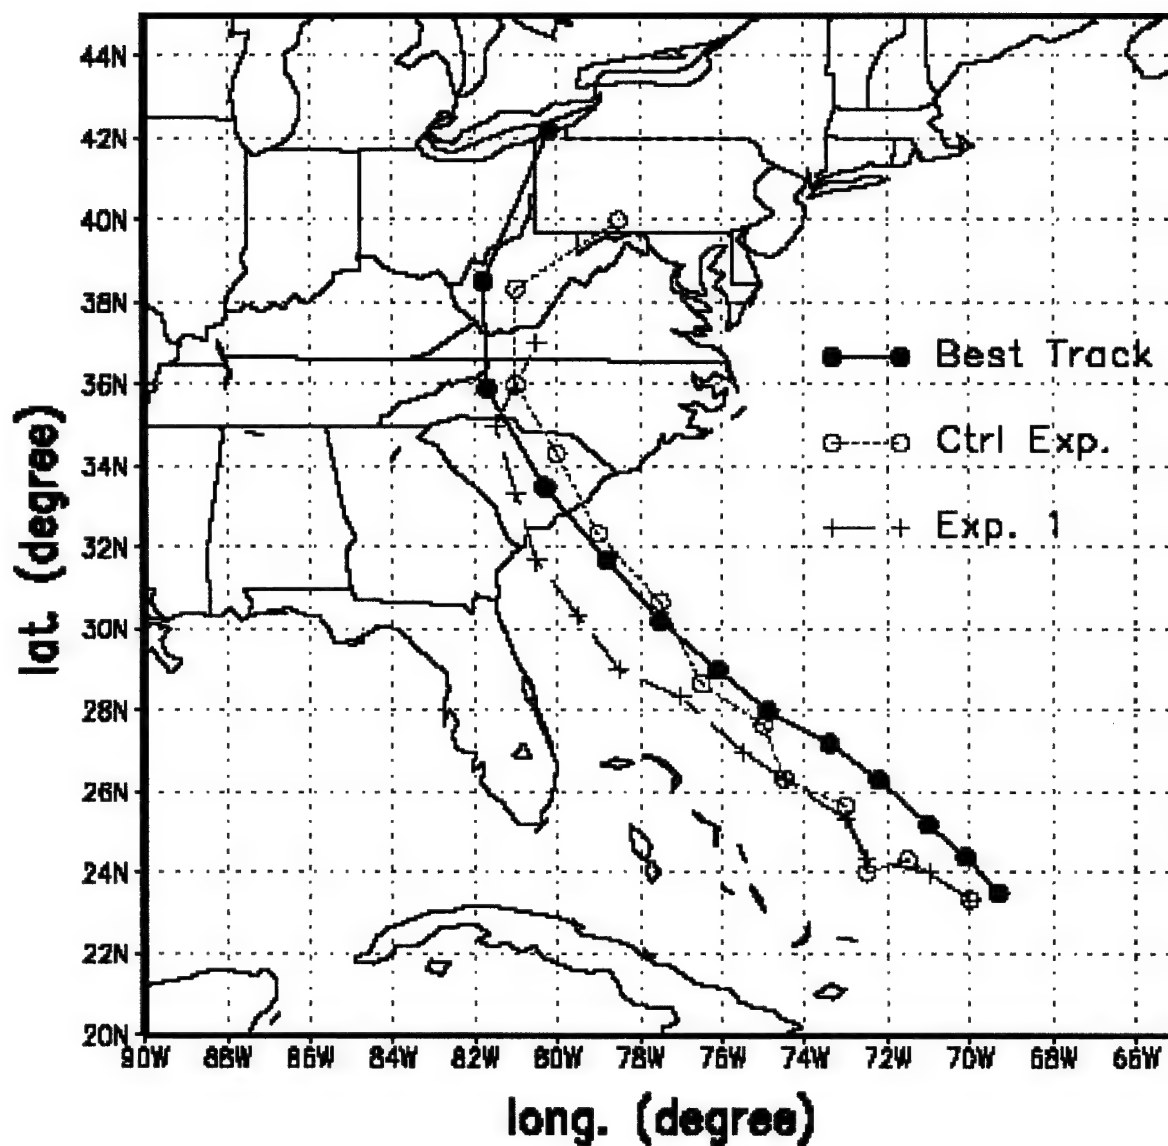 44N
42N
40N
38N
36N
34N
32N
30N
28N
26N
24N
22N
20N
lat. (degree)
Best Track
Ctrl Exp.
Exp. 1
90W 88W 86W 84W 82W 80W 78W 76W 74W 72W 70W 68W 66W
long. (degree)